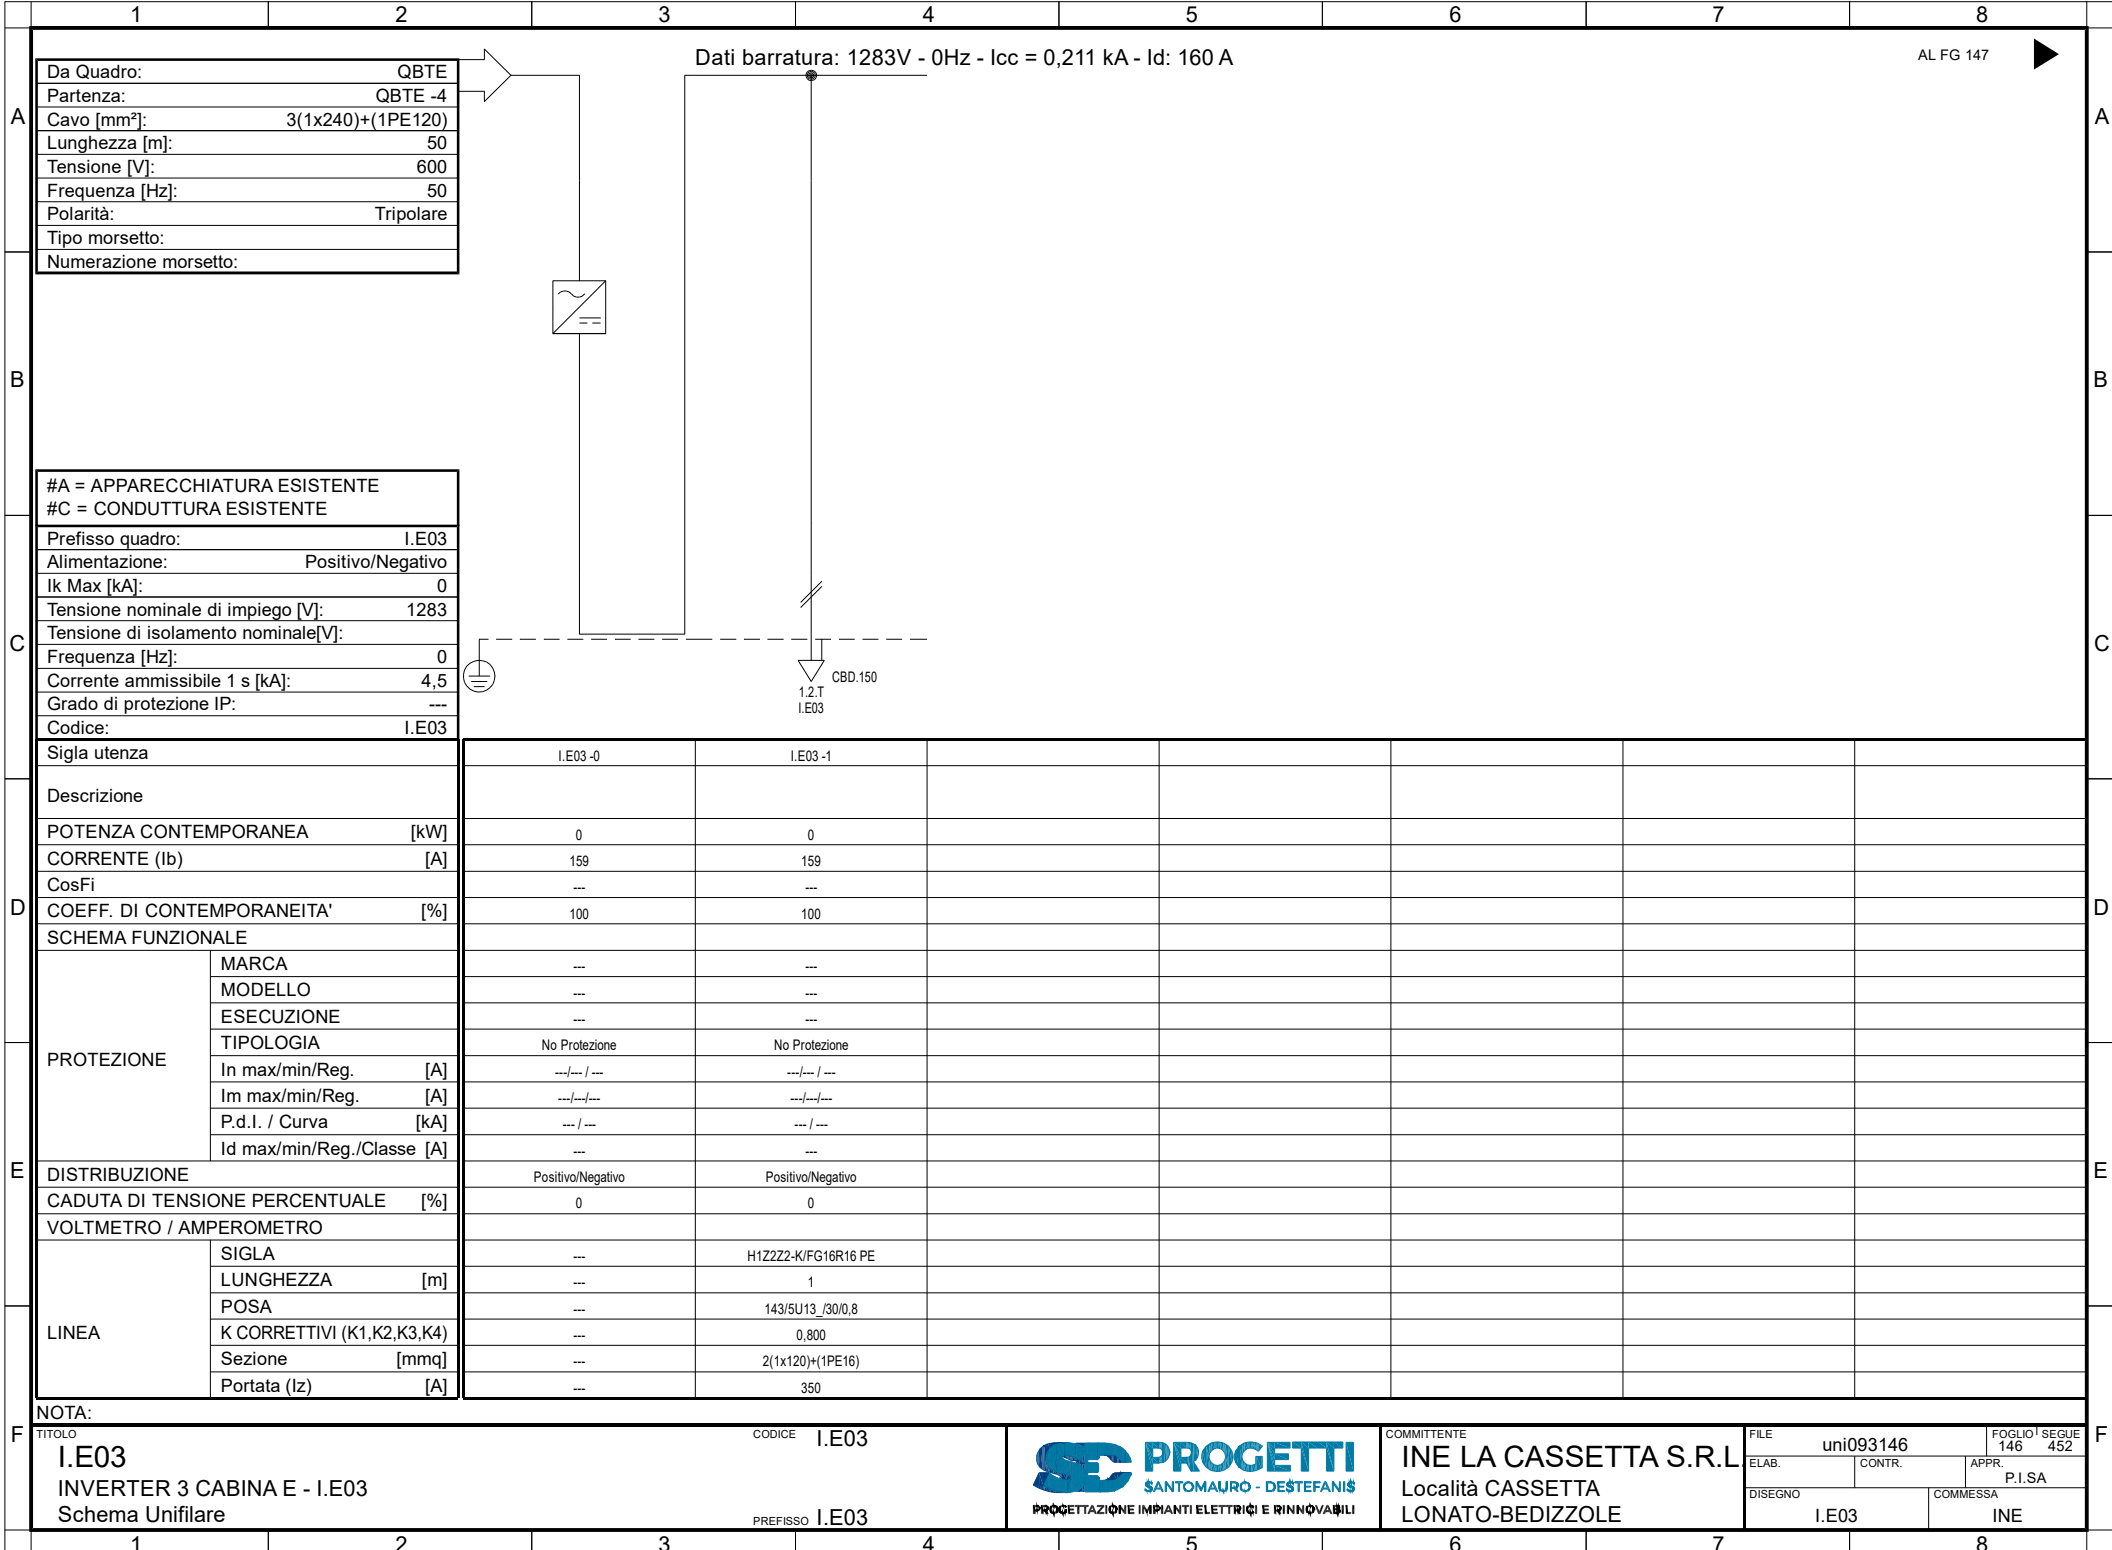 1 2 3 4 5 6 7 8
Dati barratura: 1283V - 0Hz - Icc = 0,211 kA - Id: 160 A
AL FG 147
A A
B B
C C
D D
E E
F F
Da Quadro: QBTE
Partenza: QBTE -4
Cavo [mm²]: 3(1x240)+(1PE120)
Lunghezza [m]: 50
Tensione [V]: 600
Frequenza [Hz]: 50
Polarità: Tripolare
Tipo morsetto:
Numerazione morsetto:
#A = APPARECCHIATURA ESISTENTE
#C = CONDUTTURA ESISTENTE
Prefisso quadro: I.E03
Alimentazione: Positivo/Negativo
Ik Max [kA]: 0
Tensione nominale di impiego [V]: 1283
Tensione di isolamento nominale[V]:
Frequenza [Hz]: 0
Corrente ammissibile 1 s [kA]: 4,5
Grado di protezione IP: ---
Codice: I.E03
CBD.150
1.2.T
I.E03
Sigla utenza I.E03 -0 I.E03 -1
Descrizione
POTENZA CONTEMPORANEA [kW] 0 0
CORRENTE (Ib) [A] 159 159
CosFi --- ---
COEFF. DI CONTEMPORANEITA' [%] 100 100
SCHEMA FUNZIONALE
PROTEZIONE
MARCA --- ---
MODELLO --- ---
ESECUZIONE --- ---
TIPOLOGIA No Protezione No Protezione
In max/min/Reg. [A] ---/--- / --- ---/--- / ---
Im max/min/Reg. [A] ---/---/--- ---/---/---
P.d.I. / Curva [kA] --- / --- --- / ---
Id max/min/Reg./Classe [A] --- ---
DISTRIBUZIONE Positivo/Negativo Positivo/Negativo
CADUTA DI TENSIONE PERCENTUALE [%] 0 0
VOLTMETRO / AMPEROMETRO
LINEA
SIGLA --- H1Z2Z2-K/FG16R16 PE
LUNGHEZZA [m] --- 1
POSA --- 143/5U13_/30/0,8
K CORRETTIVI (K1,K2,K3,K4) --- 0,800
Sezione [mmq] --- 2(1x120)+(1PE16)
Portata (Iz) [A] --- 350
NOTA:
TITOLO
I.E03
INVERTER 3 CABINA E - I.E03
Schema Unifilare
CODICE I.E03
PREFISSO I.E03
PROGETTI
SANTOMAURO - DESTEFANIS
PROGETTAZIONE IMPIANTI ELETTRICI E RINNOVABILI
COMMITTENTE
INE LA CASSETTA S.R.L.
Località CASSETTA
LONATO-BEDIZZOLE
FILE uni093146
FOGLIO 146 SEGUE 452
ELAB. CONTR. APPR. P.I.SA
DISEGNO I.E03
COMMESSA INE
1 2 3 4 5 6 7 8